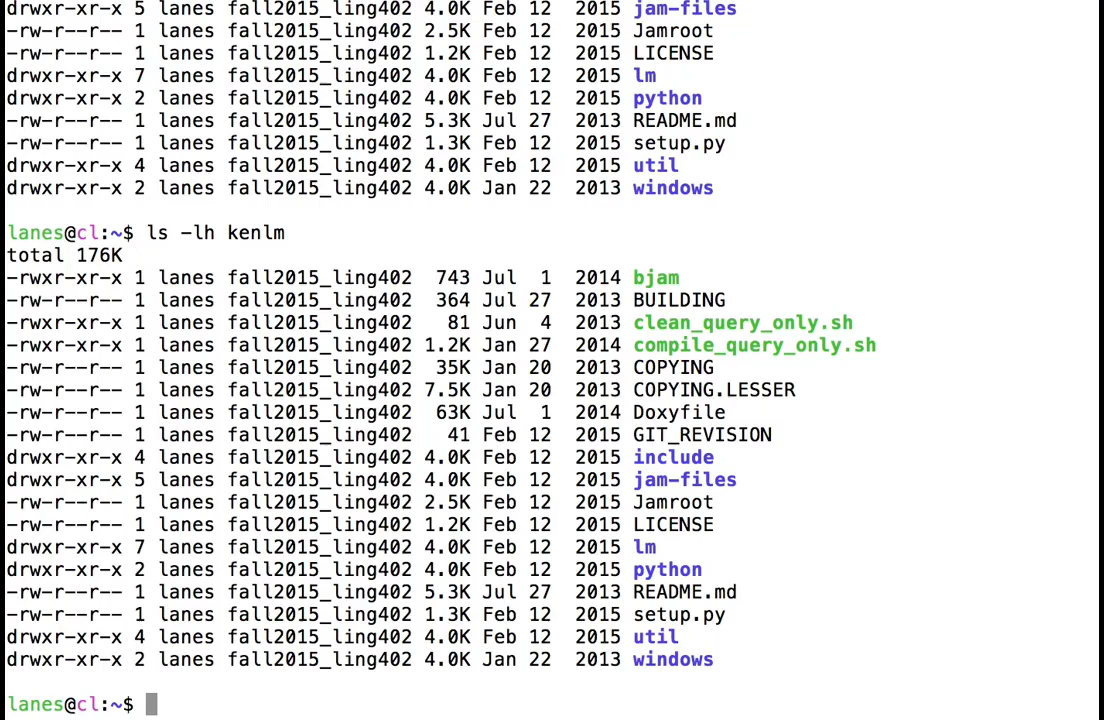 drwxr-xr-x 5 lanes fall2015_ling402 4.0K Feb 12  2015 jam-files
-rw-r--r-- 1 lanes fall2015_ling402 2.5K Feb 12  2015 Jamroot
-rw-r--r-- 1 lanes fall2015_ling402 1.2K Feb 12  2015 LICENSE
drwxr-xr-x 7 lanes fall2015_ling402 4.0K Feb 12  2015 lm
drwxr-xr-x 2 lanes fall2015_ling402 4.0K Feb 12  2015 python
-rw-r--r-- 1 lanes fall2015_ling402 5.3K Jul 27  2013 README.md
-rw-r--r-- 1 lanes fall2015_ling402 1.3K Feb 12  2015 setup.py
drwxr-xr-x 4 lanes fall2015_ling402 4.0K Feb 12  2015 util
drwxr-xr-x 2 lanes fall2015_ling402 4.0K Jan 22  2013 windows
lanes@cl:~$ ls -lh kenlm
total 176K
-rwxr-xr-x 1 lanes fall2015_ling402  743 Jul  1  2014 bjam
-rw-r--r-- 1 lanes fall2015_ling402  364 Jul 27  2013 BUILDING
-rwxr-xr-x 1 lanes fall2015_ling402   81 Jun  4  2013 clean_query_only.sh
-rwxr-xr-x 1 lanes fall2015_ling402 1.2K Jan 27  2014 compile_query_only.sh
-rw-r--r-- 1 lanes fall2015_ling402  35K Jan 20  2013 COPYING
-rw-r--r-- 1 lanes fall2015_ling402 7.5K Jan 20  2013 COPYING.LESSER
-rw-r--r-- 1 lanes fall2015_ling402  63K Jul  1  2014 Doxyfile
-rw-r--r-- 1 lanes fall2015_ling402   41 Feb 12  2015 GIT_REVISION
drwxr-xr-x 4 lanes fall2015_ling402 4.0K Feb 12  2015 include
drwxr-xr-x 5 lanes fall2015_ling402 4.0K Feb 12  2015 jam-files
-rw-r--r-- 1 lanes fall2015_ling402 2.5K Feb 12  2015 Jamroot
-rw-r--r-- 1 lanes fall2015_ling402 1.2K Feb 12  2015 LICENSE
drwxr-xr-x 7 lanes fall2015_ling402 4.0K Feb 12  2015 lm
drwxr-xr-x 2 lanes fall2015_ling402 4.0K Feb 12  2015 python
-rw-r--r-- 1 lanes fall2015_ling402 5.3K Jul 27  2013 README.md
-rw-r--r-- 1 lanes fall2015_ling402 1.3K Feb 12  2015 setup.py
drwxr-xr-x 4 lanes fall2015_ling402 4.0K Feb 12  2015 util
drwxr-xr-x 2 lanes fall2015_ling402 4.0K Jan 22  2013 windows
lanes@cl:~$